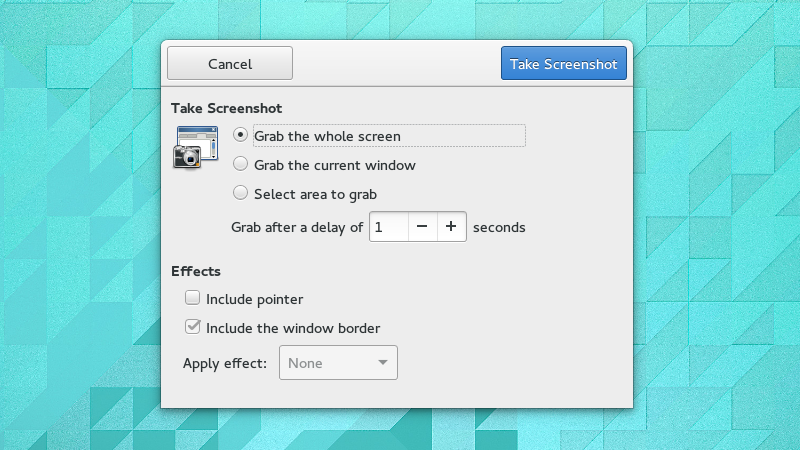 Cancel
Take Screenshot
Take Screenshot
Grab the whole screen
Grab the current window
Select area to grab
Grab after a delay of 1 − + seconds
Effects
Include pointer
Include the window border
Apply effect: None